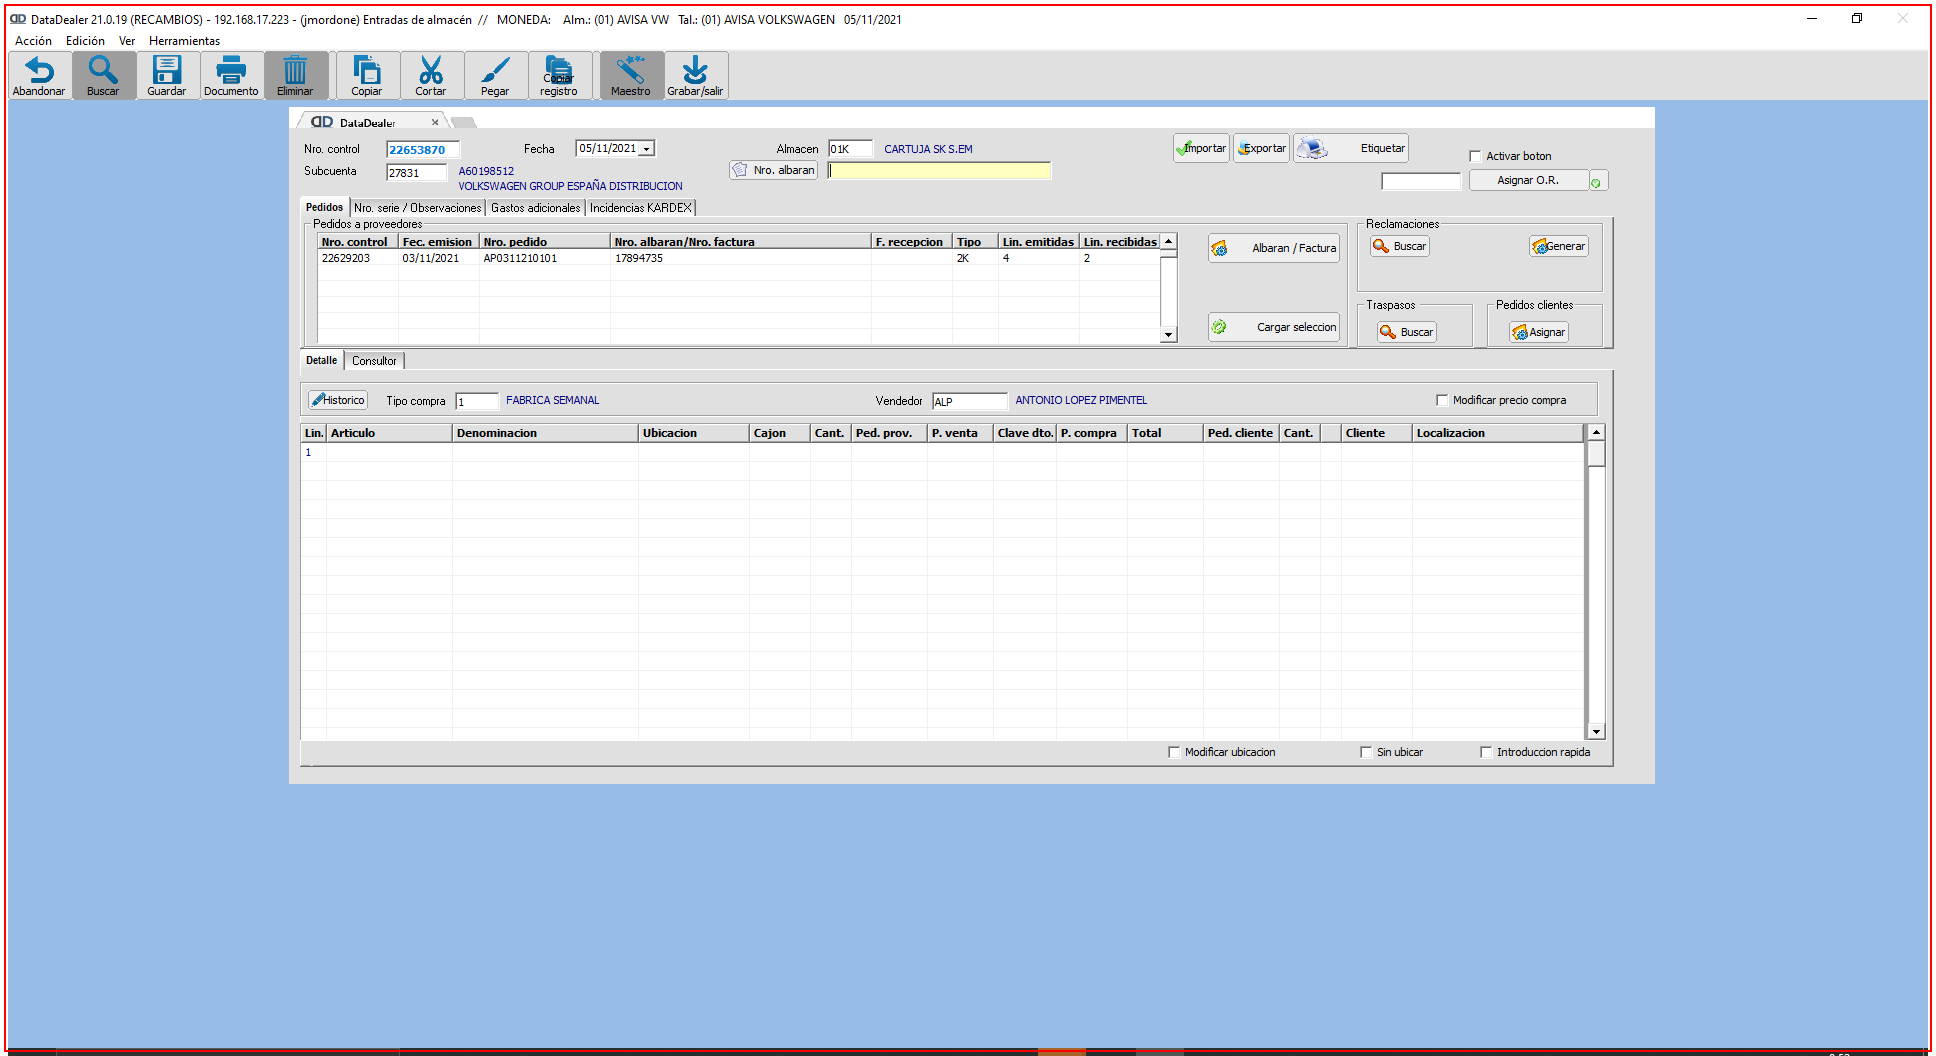 DataDealer 21.0.19 (RECAMBIOS) - 192.168.17.223 - (jmordone) Entradas de almacén // MONEDA: Alm.: (01) AVISA VW Tal.: (01) AVISA VOLKSWAGEN 05/11/2021
Acción Edición Ver Herramientas
Abandonar Buscar Guardar Documento Eliminar Copiar Cortar Pegar Copiar registro Maestro Grabar/salir
DataDealer
Nro. control 22653870 Fecha 05/11/2021 Almacen 01K CARTUJA SK S.EM Importar Exportar Etiquetar Activar boton
Subcuenta 27831 A60198512 Nro. albaran
VOLKSWAGEN GROUP ESPAÑA DISTRIBUCION Asignar O.R.
Pedidos Nro. serie / Observaciones Gastos adicionales Incidencias KARDEX
Pedidos a proveedores Reclamaciones
Nro. control Fec. emision Nro. pedido Nro. albaran/Nro. factura F. recepcion Tipo Lin. emitidas Lin. recibidas Albaran / Factura Buscar Generar
22629203 03/11/2021 AP0311210101 17894735 2K 4 2
Traspasos Pedidos clientes
Cargar seleccion Buscar Asignar
Detalle Consultor
Historico Tipo compra 1 FABRICA SEMANAL Vendedor ALP ANTONIO LOPEZ PIMENTEL Modificar precio compra
Lin. Articulo Denominacion Ubicacion Cajon Cant. Ped. prov. P. venta Clave dto. P. compra Total Ped. cliente Cant. Cliente Localizacion
1
Modificar ubicacion Sin ubicar Introduccion rapida